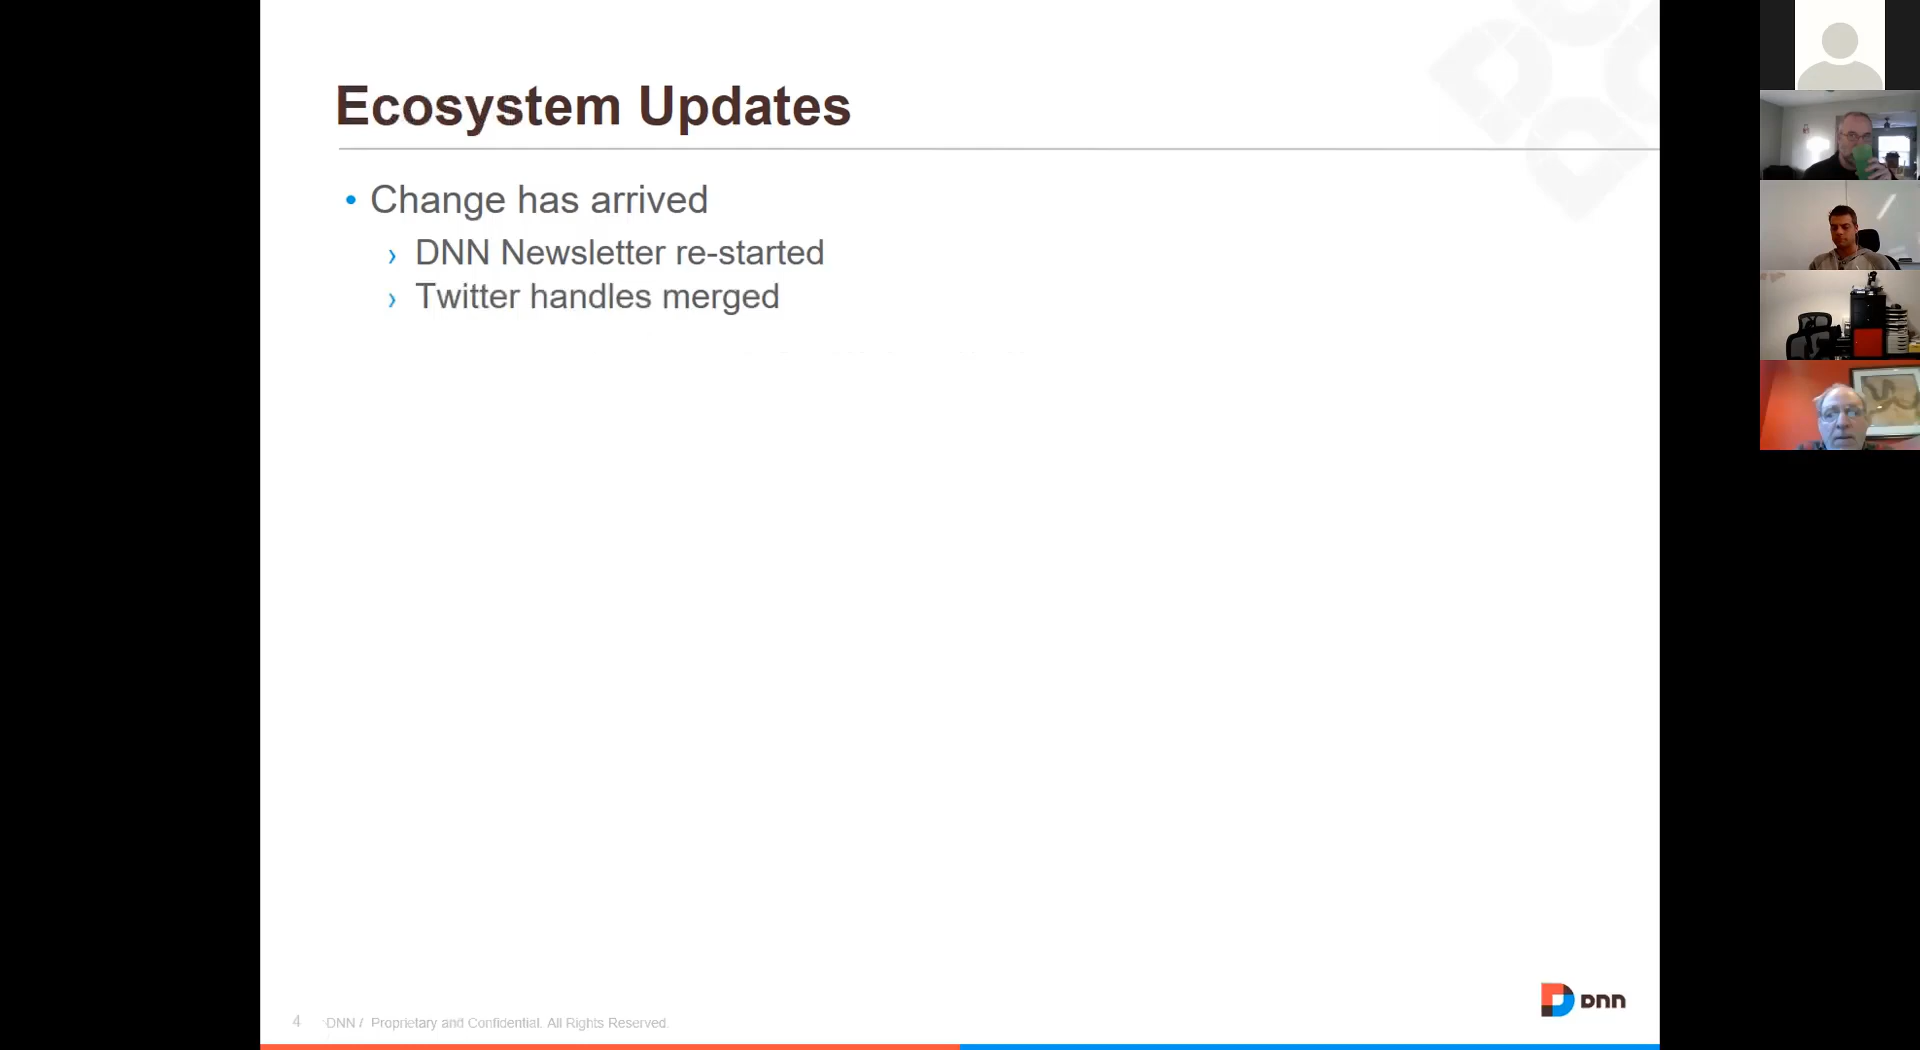 Ecosystem Updates
• Change has arrived
› DNN Newsletter re-started
› Twitter handles merged
4 DNN / Proprietary and Confidential. All Rights Reserved.
DNN